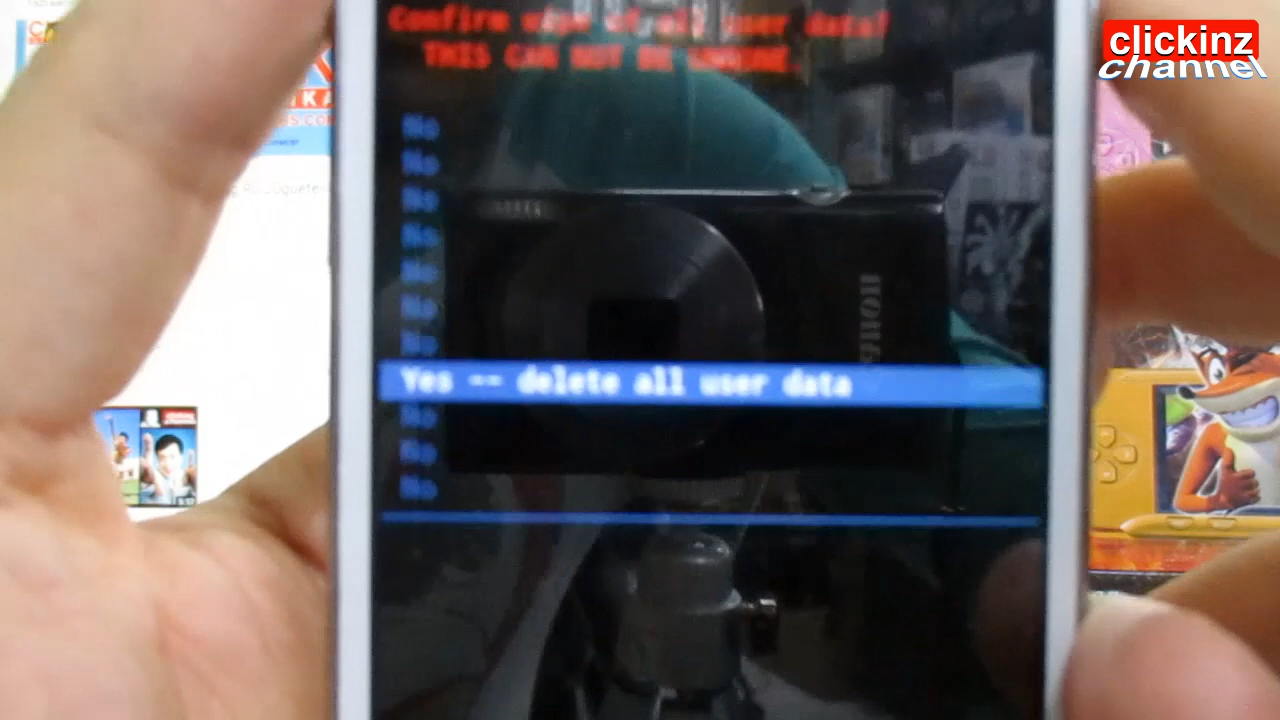 clickinz
channel
Confirm wipe of all user data?
THIS CAN NOT BE UNDONE.
No
No
No
No
No
No
No
Yes -- delete all user data
No
No
No